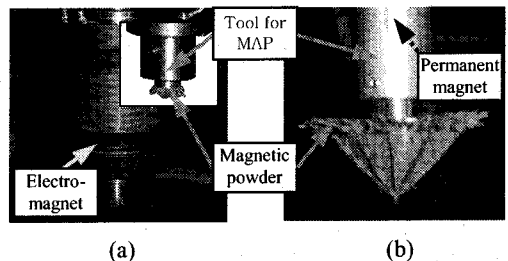 Tool for
MAP
Permanent
magnet
Magnetic
powder
Electro-
magnet
(a)
(b)